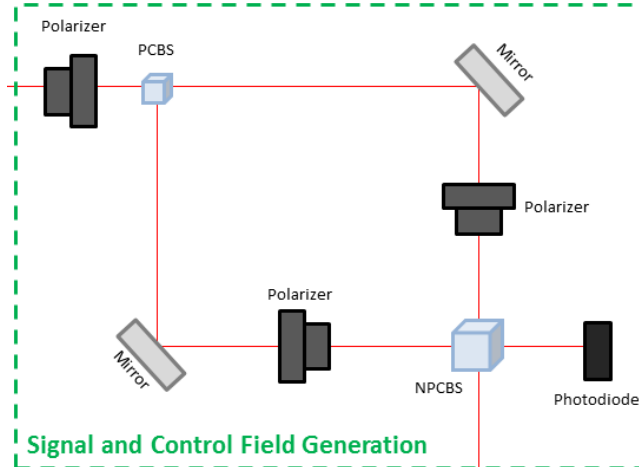 Polarizer
PCBS
Mirror
Polarizer
Polarizer
Mirror
NPCBS
Photodiode
Signal and Control Field Generation